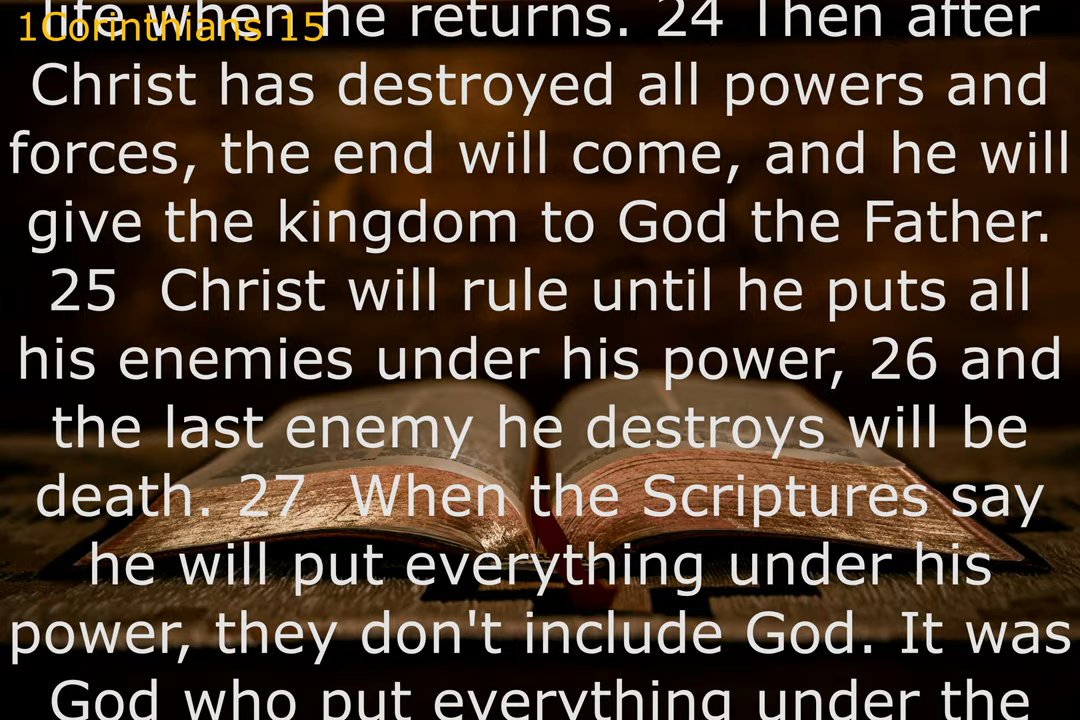 1Corinthians 15
life when he returns. 24 Then after
Christ has destroyed all powers and
forces, the end will come, and he will
give the kingdom to God the Father.
25 Christ will rule until he puts all
his enemies under his power, 26 and
the last enemy he destroys will be
death. 27 When the Scriptures say
he will put everything under his
power, they don't include God. It was
God who put everything under the